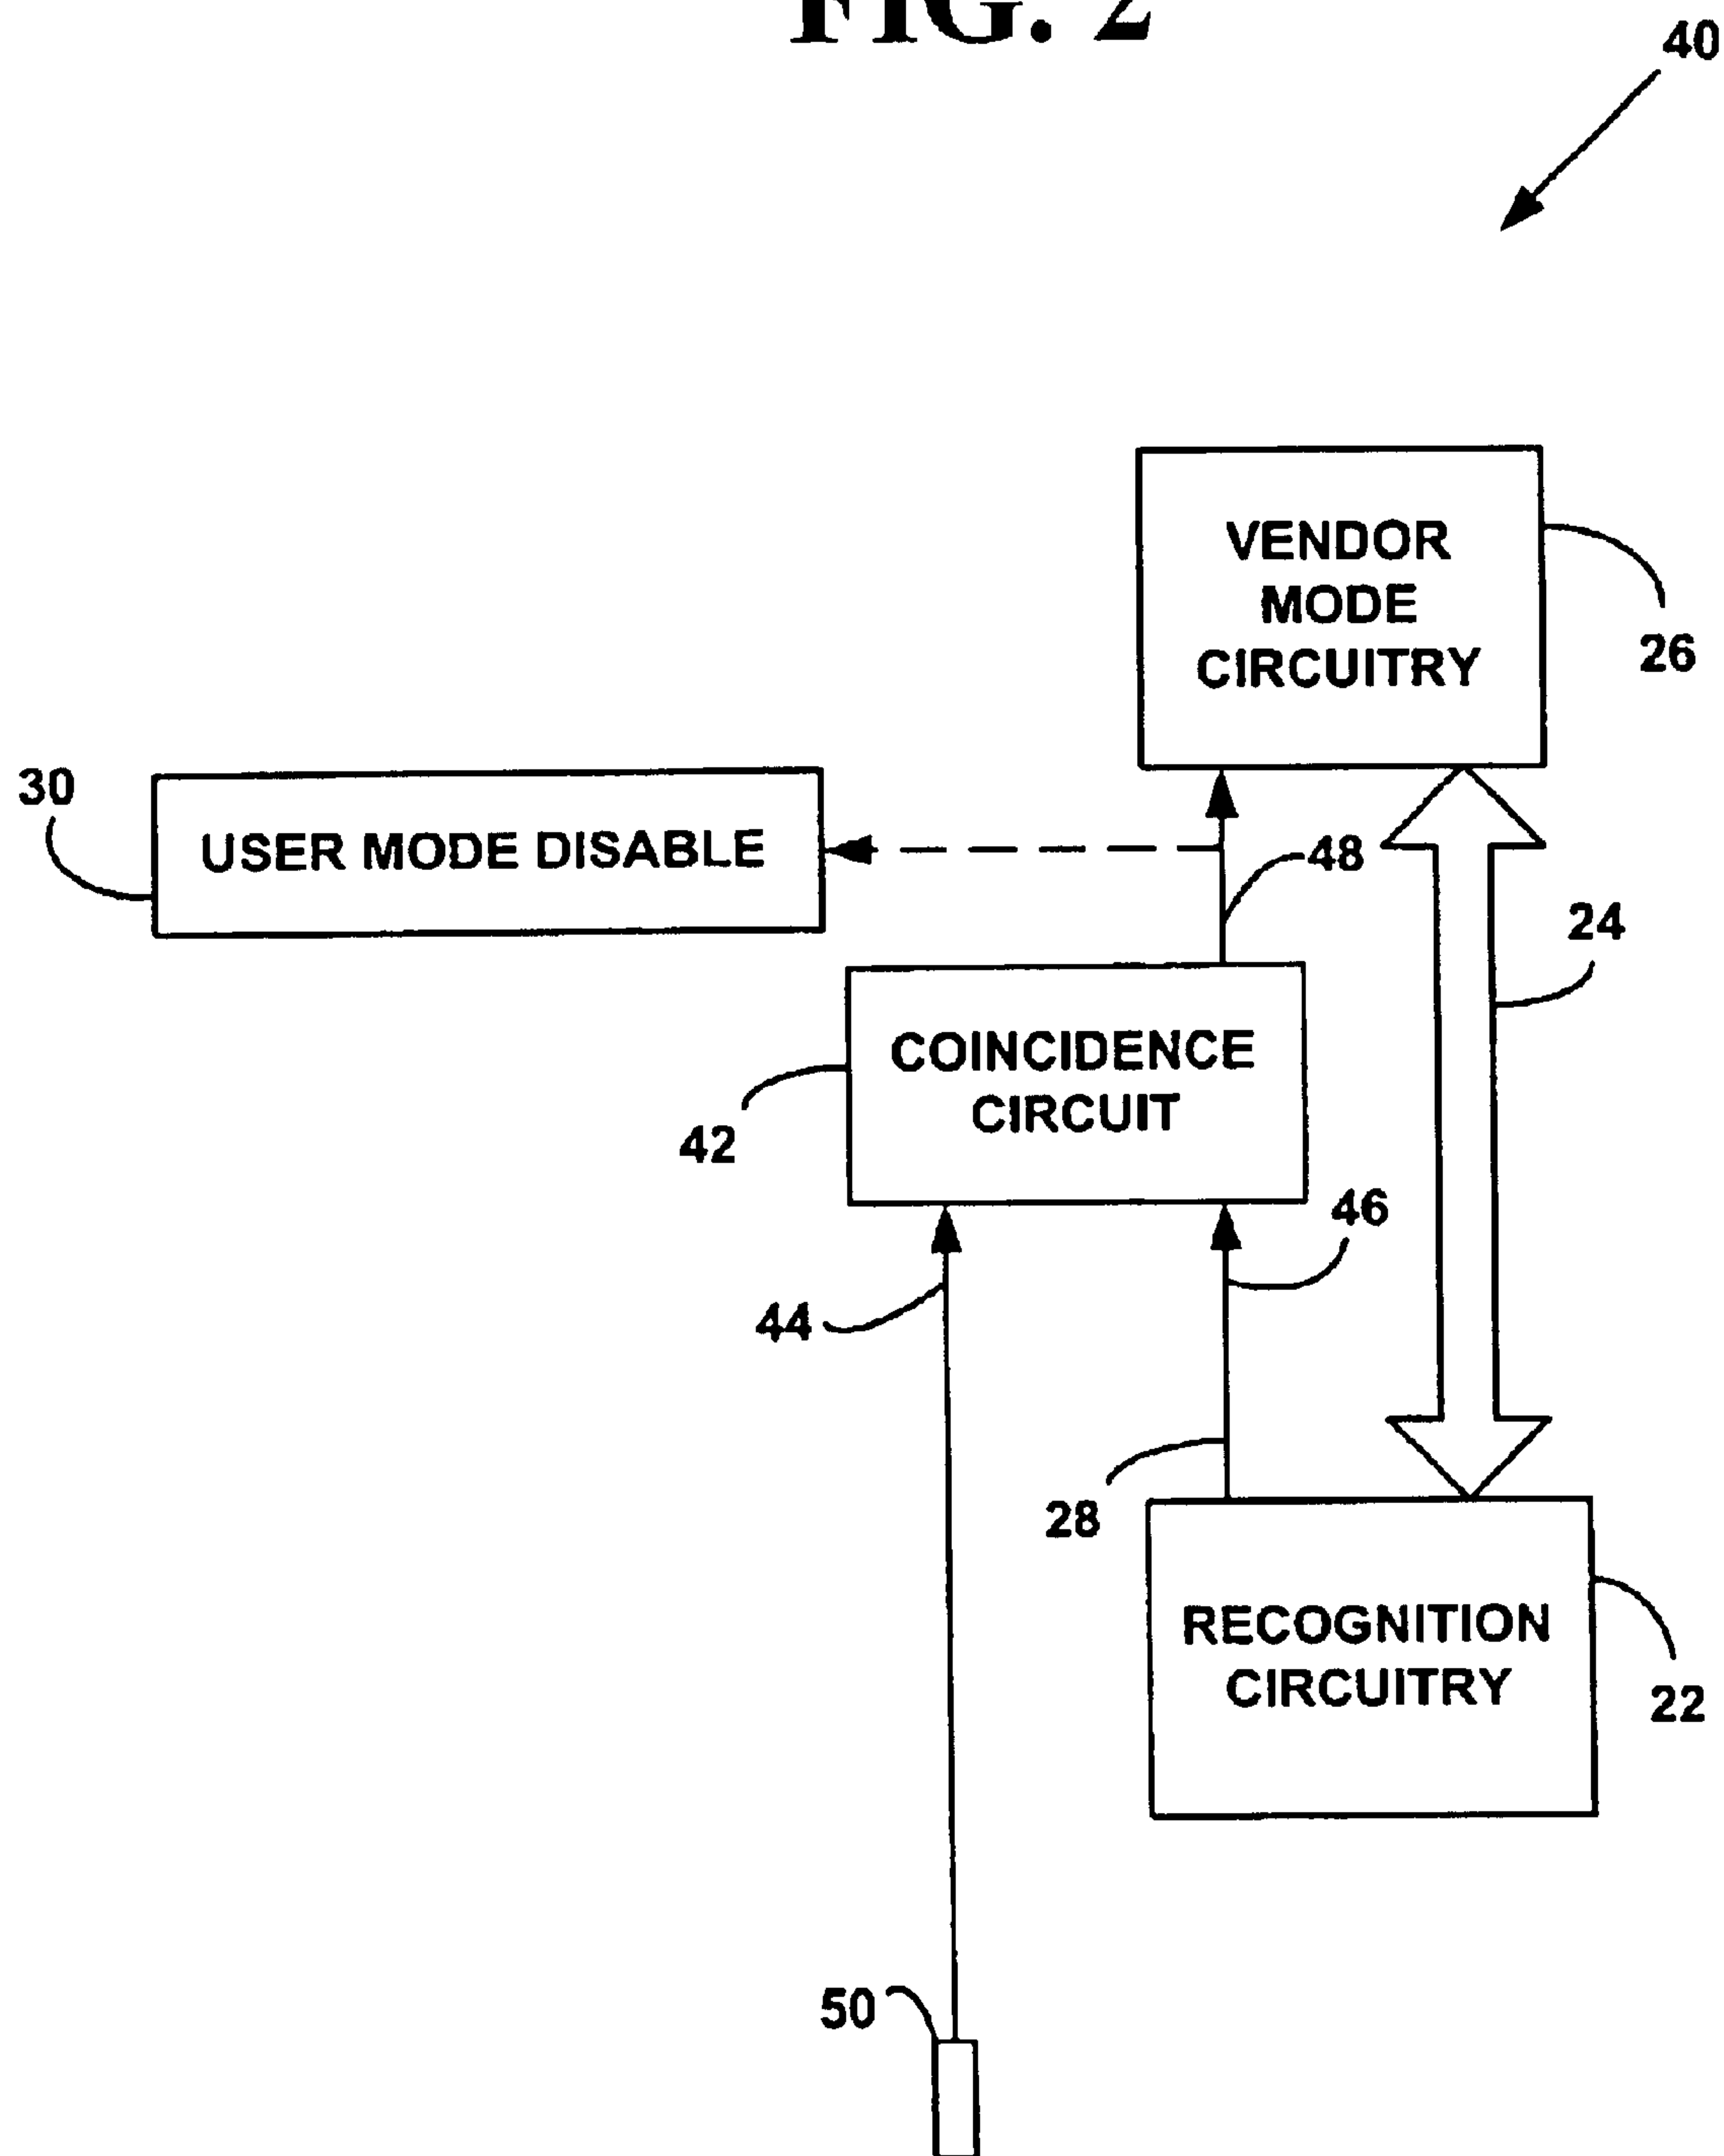 FIG. 2
40
VENDOR
MODE
CIRCUITRY
26
30
USER MODE DISABLE
48
24
COINCIDENCE
CIRCUIT
42
46
44
28
RECOGNITION
CIRCUITRY
22
50